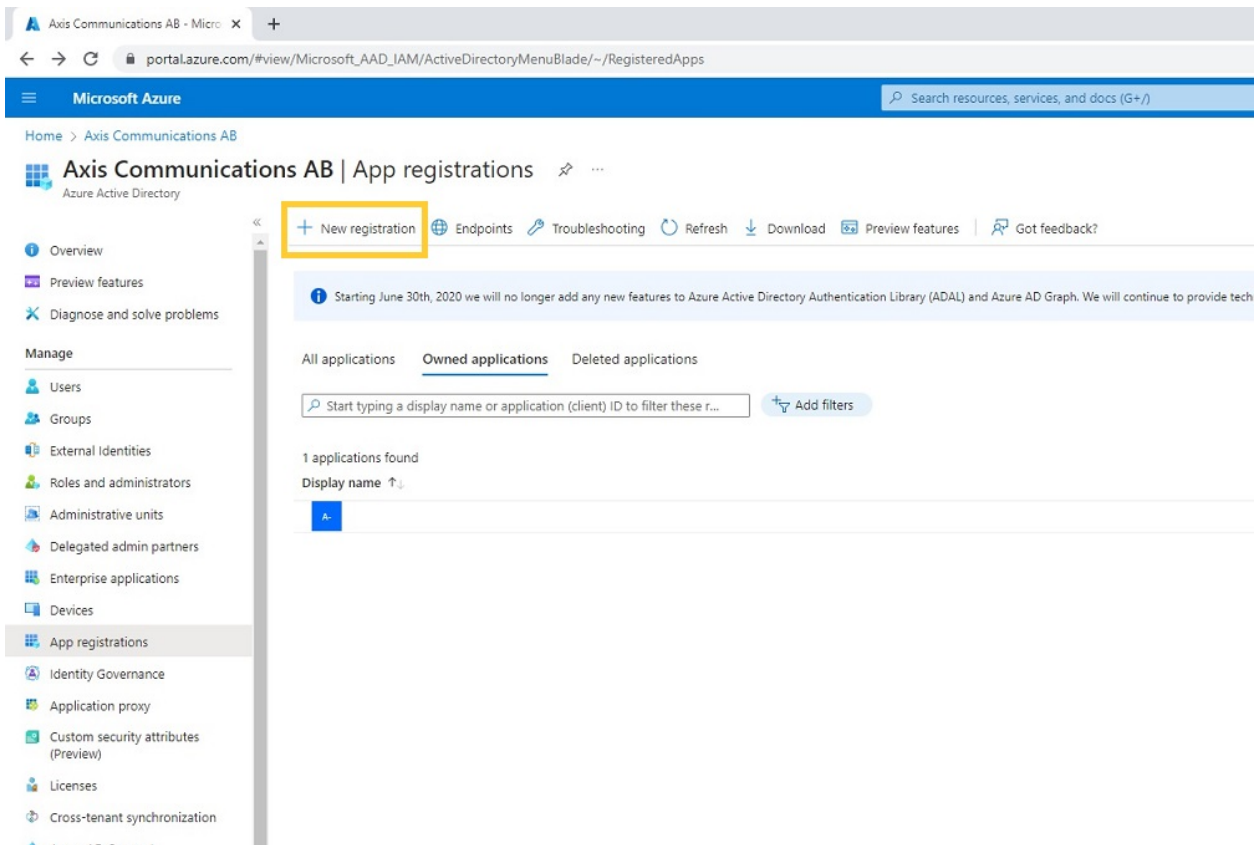 Axis Communications AB - Micro
portal.azure.com/#view/Microsoft_AAD_IAM/ActiveDirectoryMenuBlade/~/RegisteredApps
Microsoft Azure
Search resources, services, and docs (G+/)
Home > Axis Communications AB
Axis Communications AB | App registrations
Azure Active Directory
Overview
Preview features
Diagnose and solve problems
Manage
Users
Groups
External Identities
Roles and administrators
Administrative units
Delegated admin partners
Enterprise applications
Devices
App registrations
Identity Governance
Application proxy
Custom security attributes
(Preview)
Licenses
Cross-tenant synchronization
New registration Endpoints Troubleshooting Refresh Download Preview features Got feedback?
Starting June 30th, 2020 we will no longer add any new features to Azure Active Directory Authentication Library (ADAL) and Azure AD Graph. We will continue to provide tech
All applications Owned applications Deleted applications
Start typing a display name or application (client) ID to filter these r... Add filters
1 applications found
Display name ↑↓
A-